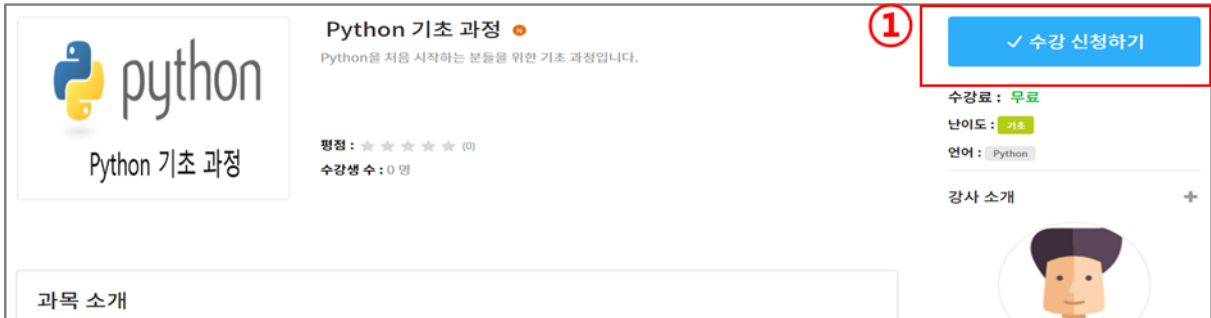 python
Python 기초 과정
Python 기초 과정 N
Python을 처음 시작하는 분들을 위한 기초 과정입니다.
평점 : ★ ★ ★ ★ ★ (0)
수강생 수 : 0 명
①
✓ 수강 신청하기
수강료 : 무료
난이도 : 기초
언어 : Python
강사 소개 +
과목 소개